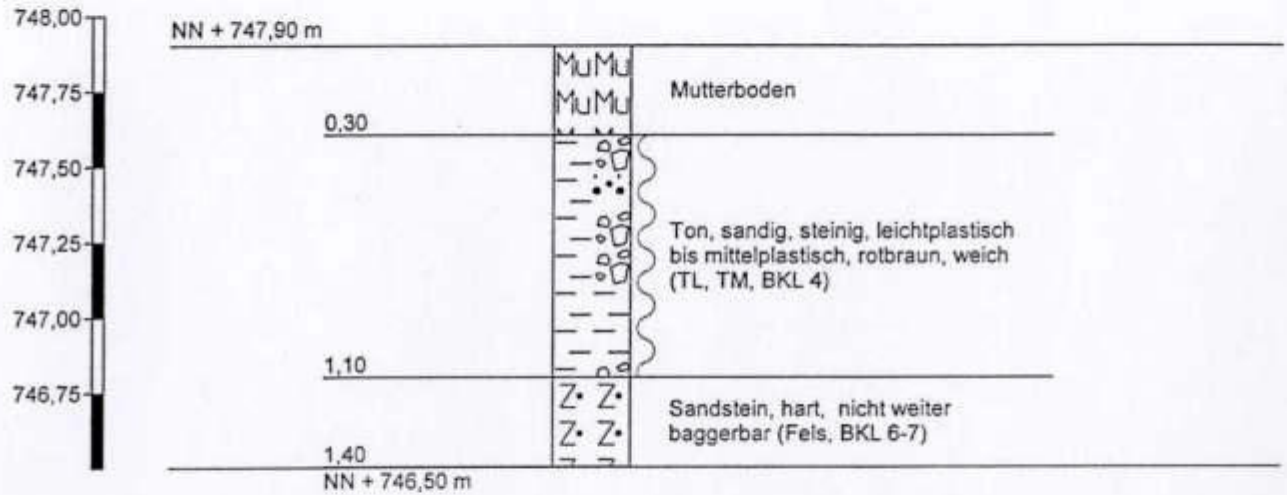 748,00
NN + 747,90 m
MuMu
747,75
MuMu
Mutterboden
0,30
747,50
747,25
Ton, sandig, steinig, leichtplastisch
bis mittelplastisch, rotbraun, weich
(TL, TM, BKL 4)
747,00
1,10
746,75
Z Z
Sandstein, hart, nicht weiter
baggerbar (Fels, BKL 6-7)
Z Z
1,40
NN + 746,50 m